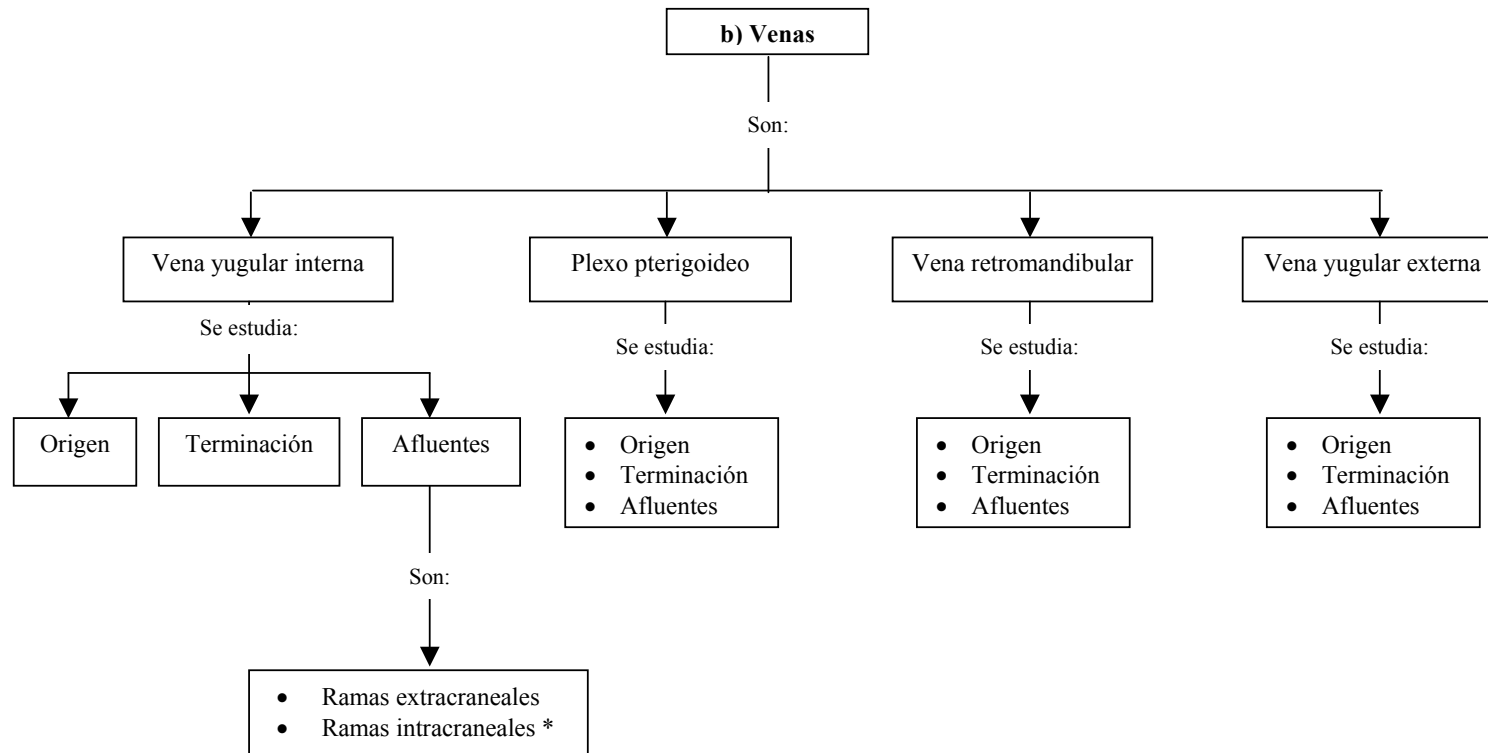 b) Venas
Son:
Vena yugular interna
Plexo pterigoideo
Vena retromandibular
Vena yugular externa
Se estudia:
Se estudia:
Se estudia:
Se estudia:
Origen
Terminación
Afluentes
• Origen
• Terminación
• Afluentes
• Origen
• Terminación
• Afluentes
• Origen
• Terminación
• Afluentes
Son:
• Ramas extracraneales
• Ramas intracraneales *